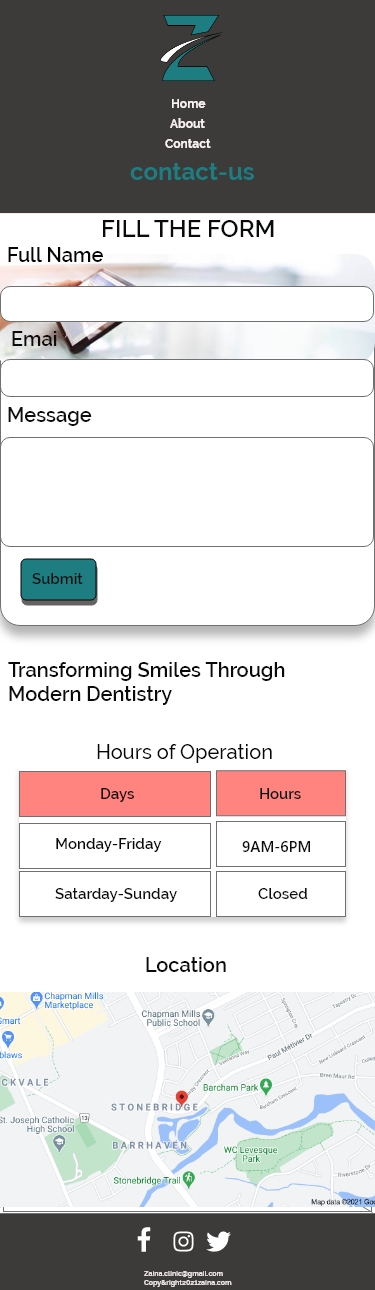 Z
Home
About
Contact
contact-us
FILL THE FORM
Full Name
Emai
Message
Submit
Transforming Smiles Through
Modern Dentistry
Hours of Operation
Days Hours
Monday-Friday 9AM-6PM
Satarday-Sunday Closed
Location
Chapman Mills
Marketplace
Smart
Chapman Mills
Public School
blaws
Paul Metivier Dr
CKVALE
Barcham Park
STONEBRIDGE
St. Joseph Catholic
High School
13
BARRHAVEN
WC Levesque
Park
Stonebridge Trail
Map data ©2021 Goo
Zaina.clinic@gmail.com
Copy&right2021zaina.com